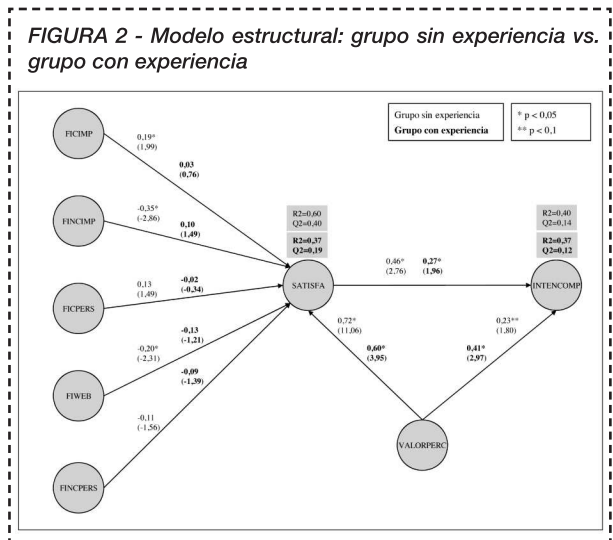 FIGURA 2 - Modelo estructural: grupo sin experiencia vs.
grupo con experiencia
Grupo sin experiencia
Grupo con experiencia
* p < 0,05
** p < 0,1
FICIMP
0,19*
(1,99)
0,03
(0,76)
FINCIMP
-0,35*
(-2,86)
0,10
(1,49)
R2=0,60
Q2=0,40
R2=0,37
Q2=0,19
R2=0,40
Q2=0,14
R2=0,37
Q2=0,12
FICPERS
0,13
(1,49)
-0,02
(-0,34)
SATISFA
0,46*
(2,76)
0,27*
(1,96)
INTENCOMP
FIWEB
-0,20*
(-2,31)
-0,13
(-1,21)
-0,09
(-1,39)
0,72*
(11,06)
0,60*
(3,95)
0,23**
(1,80)
0,41*
(2,97)
-0,11
(-1,56)
FINCPERS
VALORPERC